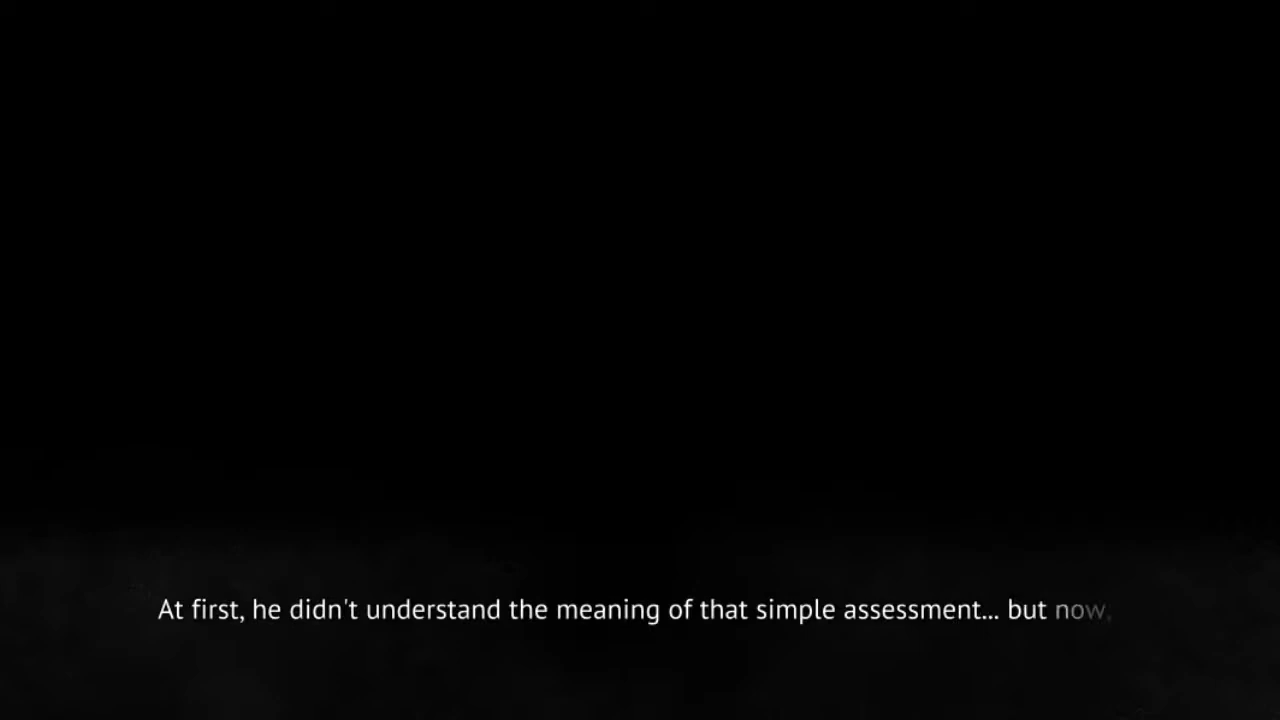 At first, he didn't understand the meaning of that simple assessment... but now,